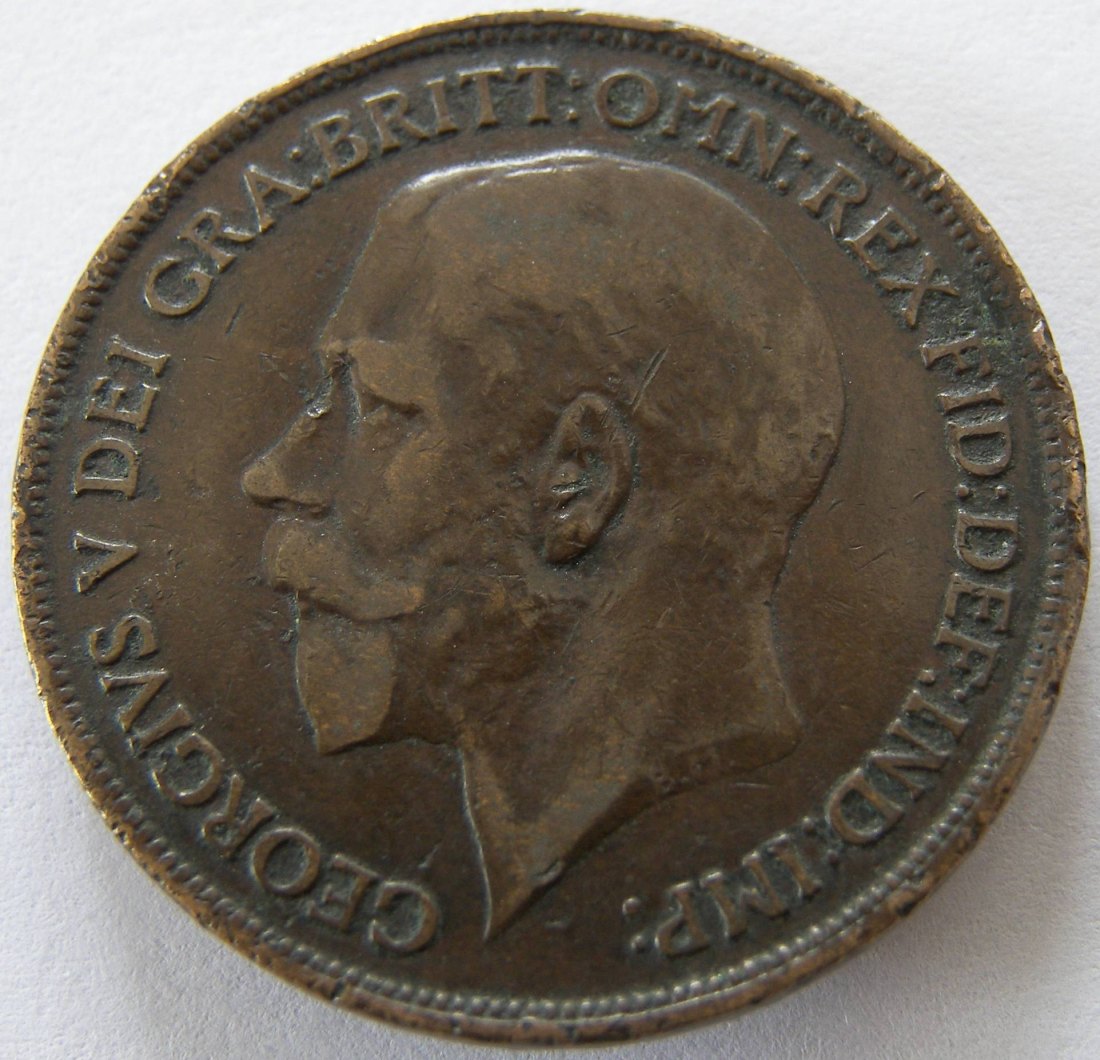 GEORGIVS V DEI GRA:BRITT:OMN:REX FID:DEF:IND:IMP: